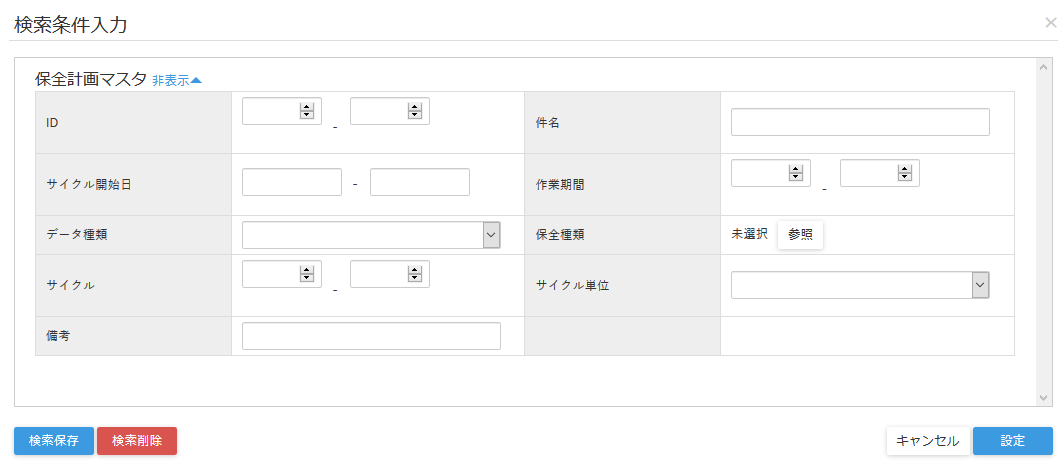 検索条件入力 ×
保全計画マスタ 非表示▲
ID - 件名
サイクル開始日 - 作業期間 -
データ種類 保全種類 未選択 参照
サイクル - サイクル単位
備考
検索保存 検索削除 キャンセル 設定